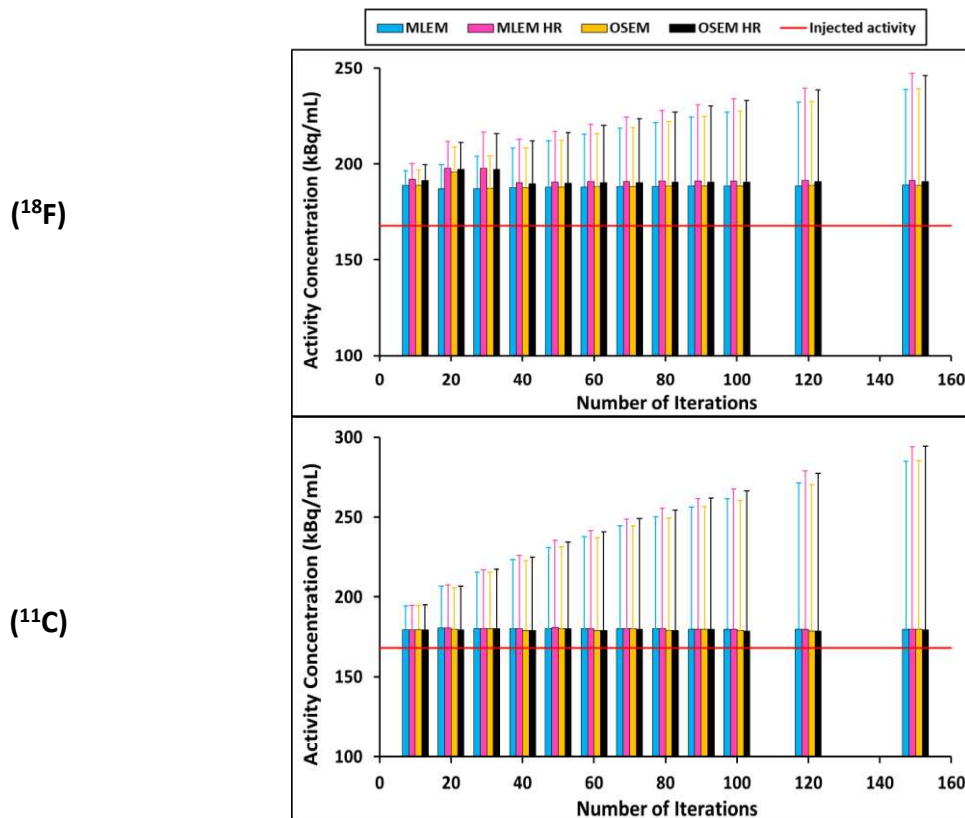 MLEM MLEM HR OSEM OSEM HR Injected activity
(18F)
Activity Concentration (kBq/mL)
250
200
150
100
0 20 40 60 80 100 120 140 160
Number of Iterations
(11C)
Activity Concentration (kBq/mL)
300
250
200
150
100
0 20 40 60 80 100 120 140 160
Number of Iterations